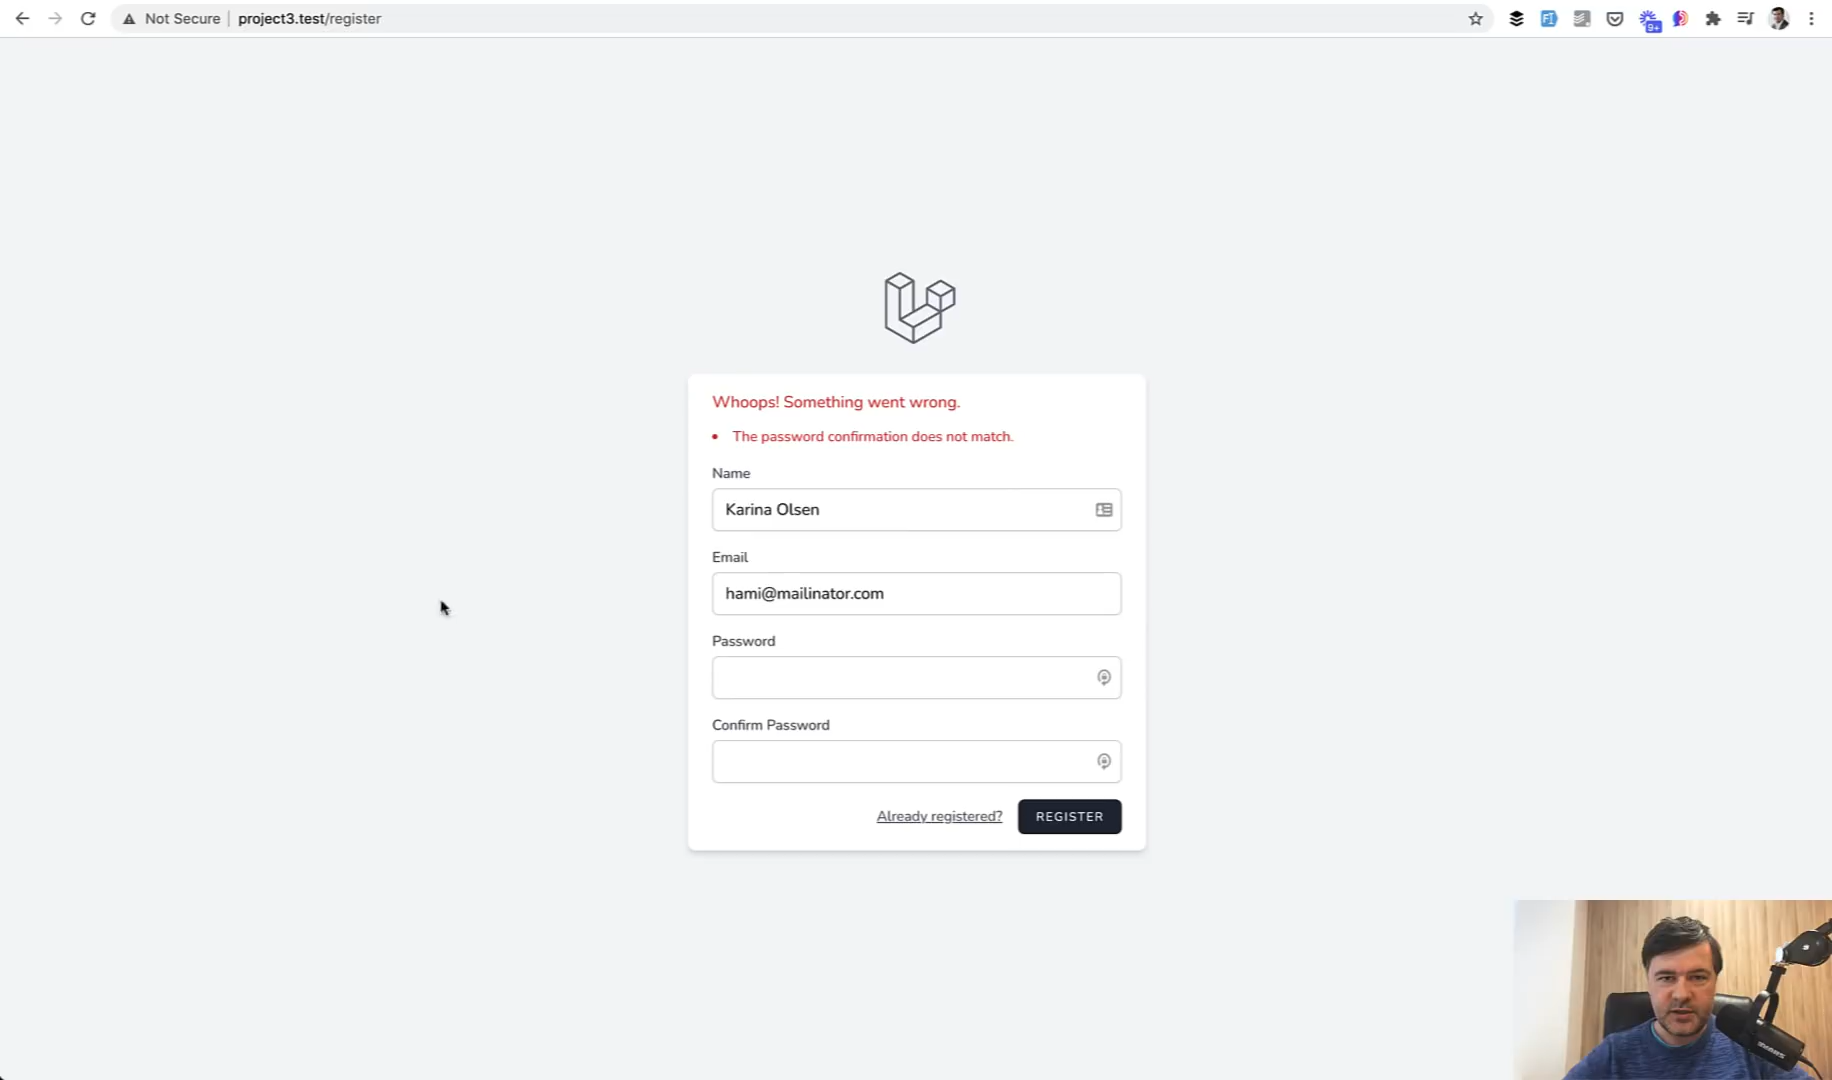 Not Secure project3.test/register
9+
Whoops! Something went wrong.
• The password confirmation does not match.
Name
Karina Olsen
Email
hami@mailinator.com
Password
Confirm Password
Already registered? REGISTER